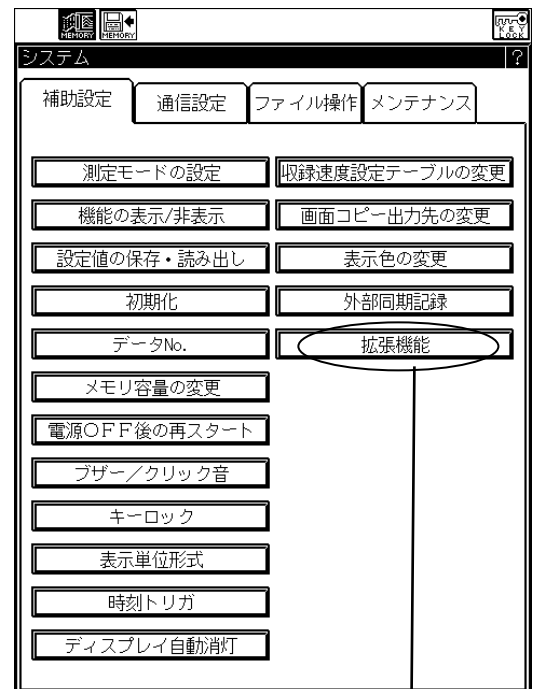 MEMORY
MEMORY
KEY
LOCK
システム ?
補助設定 通信設定 ファイル操作 メンテナンス
測定モードの設定 収録速度設定テーブルの変更
機能の表示/非表示 画面コピー出力先の変更
設定値の保存・読み出し 表示色の変更
初期化 外部同期記録
データNo. 拡張機能
メモリ容量の変更
電源ＯＦＦ後の再スタート
ブザー／クリック音
キーロック
表示単位形式
時刻トリガ
ディスプレイ自動消灯